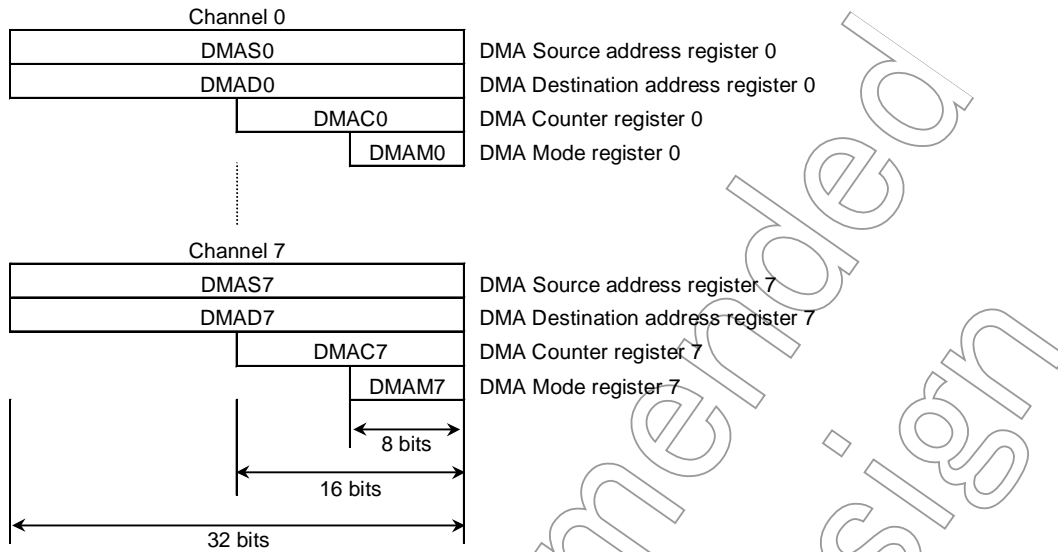 Channel 0
DMAS0 DMA Source address register 0
DMAD0 DMA Destination address register 0
DMAC0 DMA Counter register 0
DMAM0 DMA Mode register 0
Channel 7
DMAS7 DMA Source address register 7
DMAD7 DMA Destination address register 7
DMAC7 DMA Counter register 7
DMAM7 DMA Mode register 7
8 bits
16 bits
32 bits
mended
sign